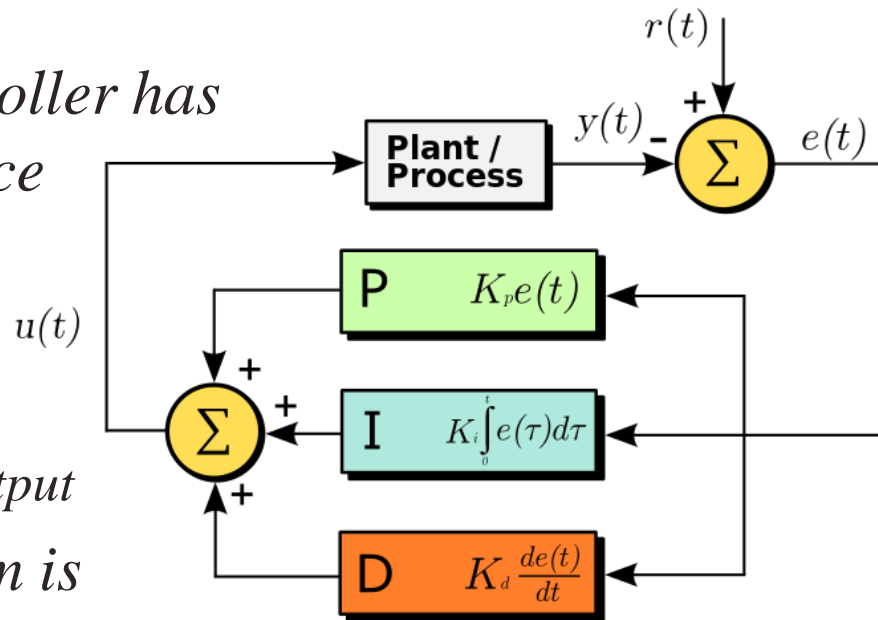 oller has
ce
tput
n is
r(t)
+
Plant /
Process
y(t)
-
Σ
e(t)
u(t)
P K_p e(t)
+
Σ
+
I K_i ∫_0^t e(τ)dτ
+
D K_d de(t)/dt